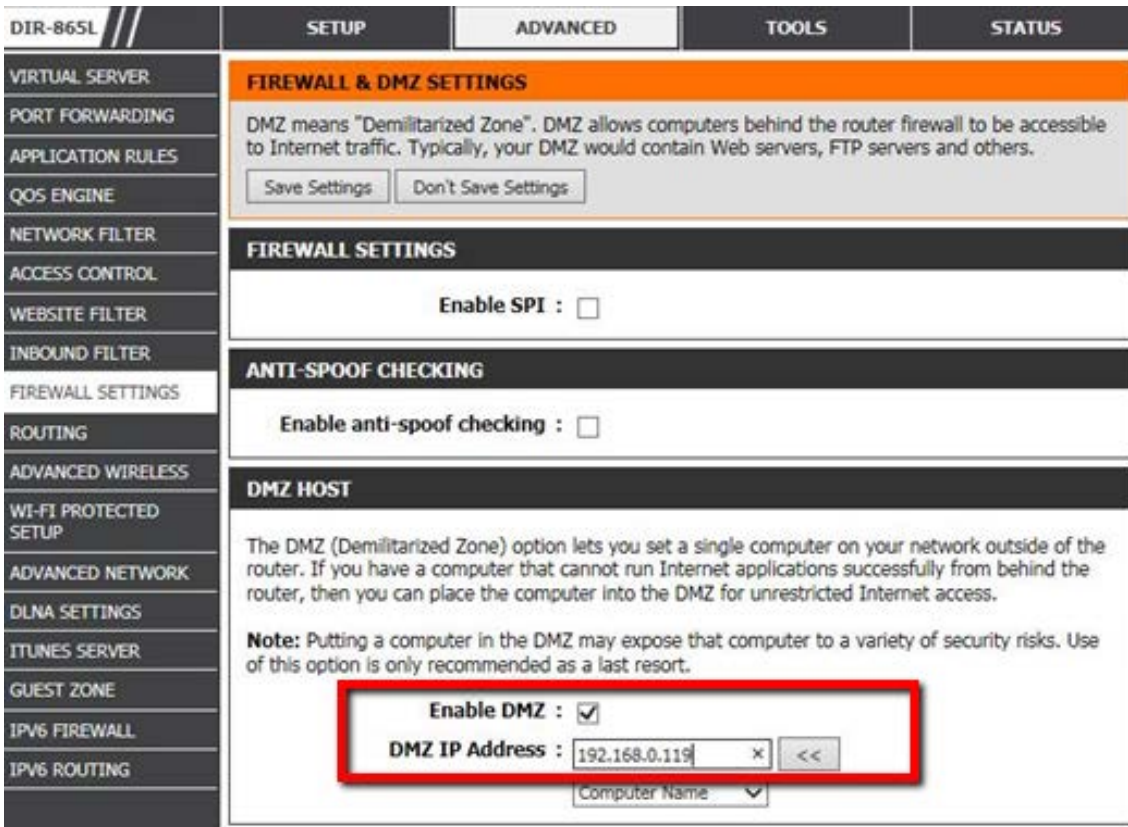 DIR-865L
SETUP
ADVANCED
TOOLS
STATUS
VIRTUAL SERVER
PORT FORWARDING
APPLICATION RULES
QOS ENGINE
NETWORK FILTER
ACCESS CONTROL
WEBSITE FILTER
INBOUND FILTER
FIREWALL SETTINGS
ROUTING
ADVANCED WIRELESS
WI-FI PROTECTED
SETUP
ADVANCED NETWORK
DLNA SETTINGS
ITUNES SERVER
GUEST ZONE
IPV6 FIREWALL
IPV6 ROUTING
FIREWALL & DMZ SETTINGS
DMZ means "Demilitarized Zone". DMZ allows computers behind the router firewall to be accessible
to Internet traffic. Typically, your DMZ would contain Web servers, FTP servers and others.
Save Settings Don't Save Settings
FIREWALL SETTINGS
Enable SPI :
ANTI-SPOOF CHECKING
Enable anti-spoof checking :
DMZ HOST
The DMZ (Demilitarized Zone) option lets you set a single computer on your network outside of the
router. If you have a computer that cannot run Internet applications successfully from behind the
router, then you can place the computer into the DMZ for unrestricted Internet access.
Note: Putting a computer in the DMZ may expose that computer to a variety of security risks. Use
of this option is only recommended as a last resort.
Enable DMZ :
DMZ IP Address : 192.168.0.119 × <<
Computer Name